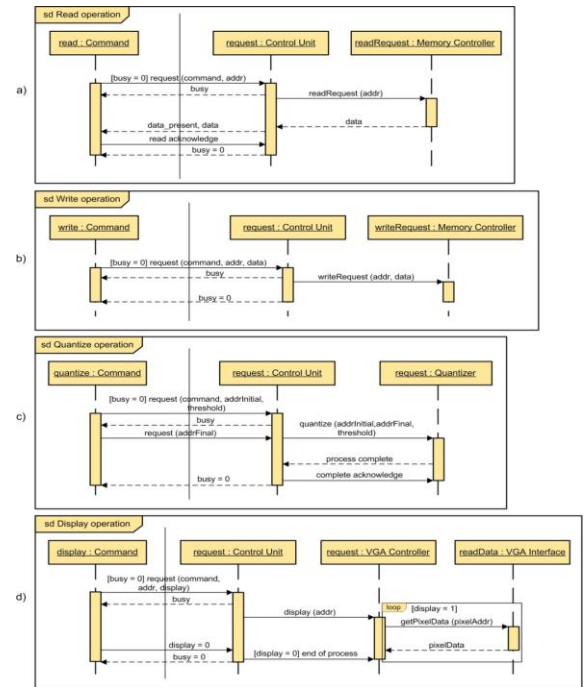 sd Read operation
read : Command
request : Control Unit
readRequest : Memory Controller
a)
[busy = 0] request (command, addr)
busy
readRequest (addr)
data
data_present, data
read acknowledge
busy = 0
sd Write operation
write : Command
request : Control Unit
writeRequest : Memory Controller
b)
[busy = 0] request (command, addr, data)
busy
writeRequest (addr, data)
busy = 0
sd Quantize operation
quantize : Command
request : Control Unit
request : Quantizer
c)
[busy = 0] request (command, addrInitial,
threshold)
busy
request (addrFinal)
quantize (addrInitial,addrFinal,
threshold)
process complete
complete acknowledge
busy = 0
sd Display operation
display : Command
request : Control Unit
request : VGA Controller
readData : VGA Interface
d)
[busy = 0] request (command,
addr, display)
busy
display (addr)
loop
[display = 1]
getPixelData (pixelAddr)
pixelData
display = 0
busy = 0
[display = 0] end of process